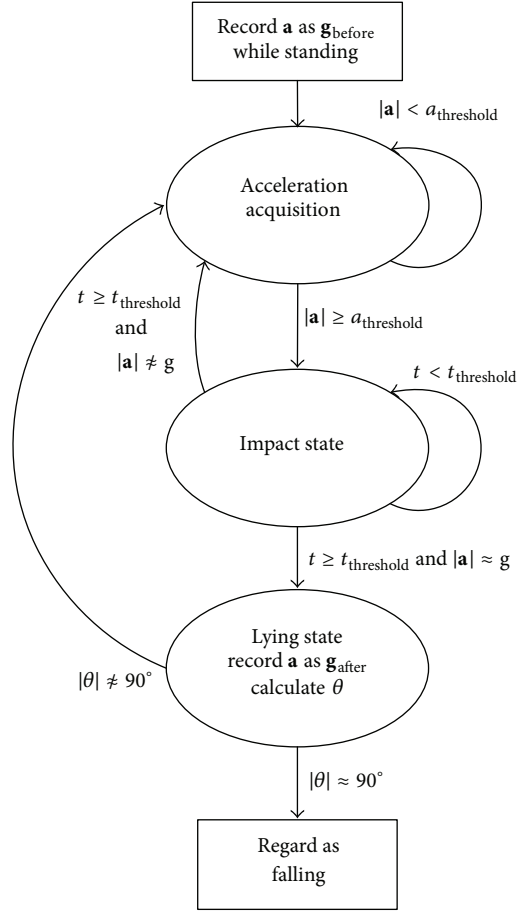 Record a as g_before
while standing
|a| < a_threshold
Acceleration
acquisition
t ≥ t_threshold
and
|a| ≉ g
|a| ≥ a_threshold
t < t_threshold
Impact state
t ≥ t_threshold and |a| ≈ g
Lying state
record a as g_after
calculate θ
|θ| ≉ 90°
|θ| ≈ 90°
Regard as
falling